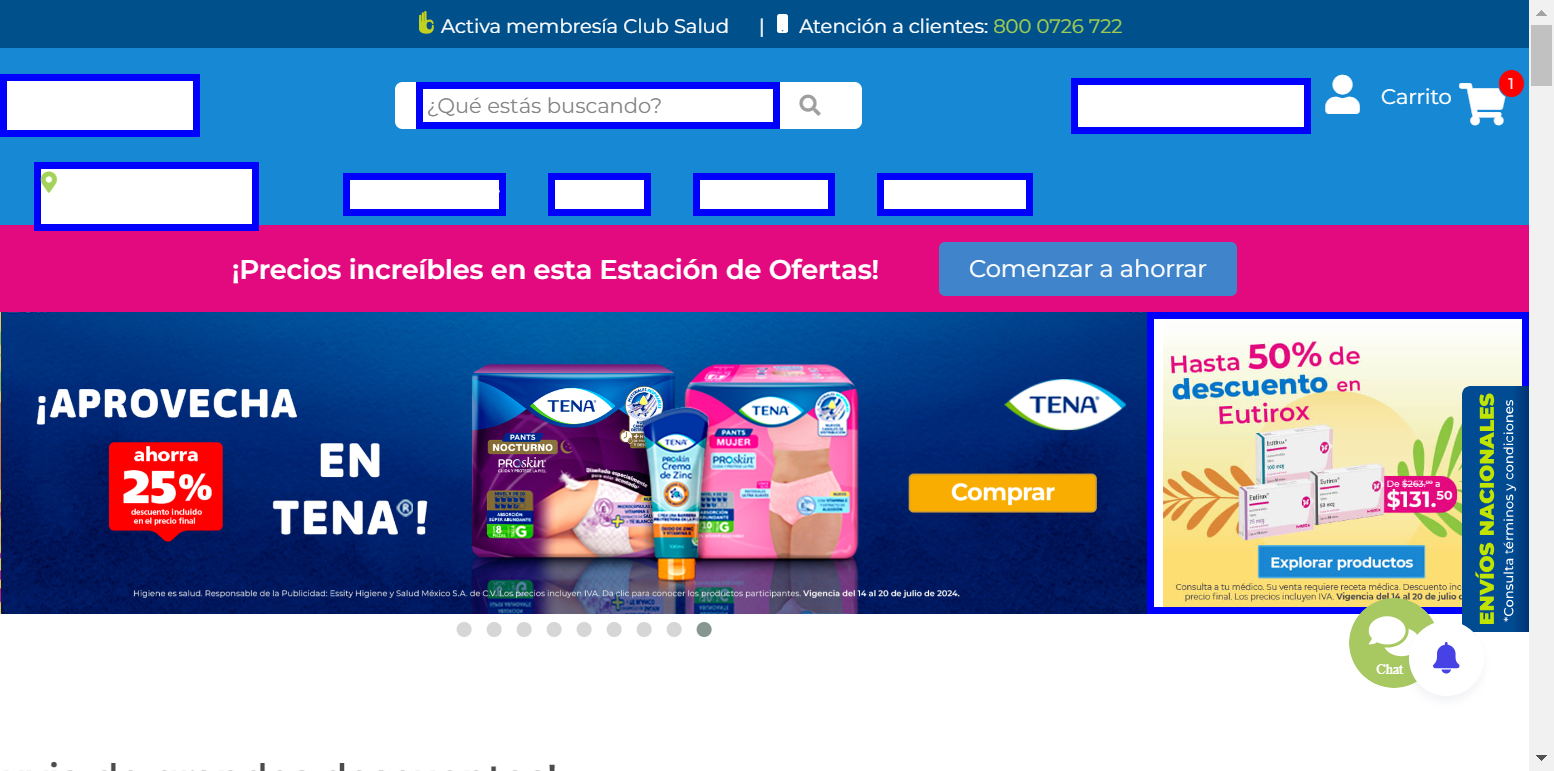 Activa membresía Club Salud | Atención a clientes: 800 0726 722
¿Qué estás buscando?
Carrito
1
¡Precios increíbles en esta Estación de Ofertas!
Comenzar a ahorrar
¡APROVECHA
EN
TENA®!
ahorra
25%
descuento incluido
en el precio final
TENA
PANTS
NOCTURNO
PROskin
TENA
PROskin
Crema
de Zinc
TENA
PANTS
MUJER
PROskin
TENA
Comprar
Higiene es salud. Responsable de la Publicidad: Essity Higiene y Salud México S.A. de C.V. Los precios incluyen IVA. Da clic para conocer los productos participantes. Vigencia del 14 al 20 de julio de 2024.
Hasta 50% de
descuento en
Eutirox
De $263.00 a
$131.50
Explorar productos
Consulta a tu médico. Su venta requiere receta médica. Descuento inc
precio final. Los precios incluyen IVA. Vigencia del 14 al 20 de julio d
ENVÍOS NACIONALES
*Consulta términos y condiciones
Chat